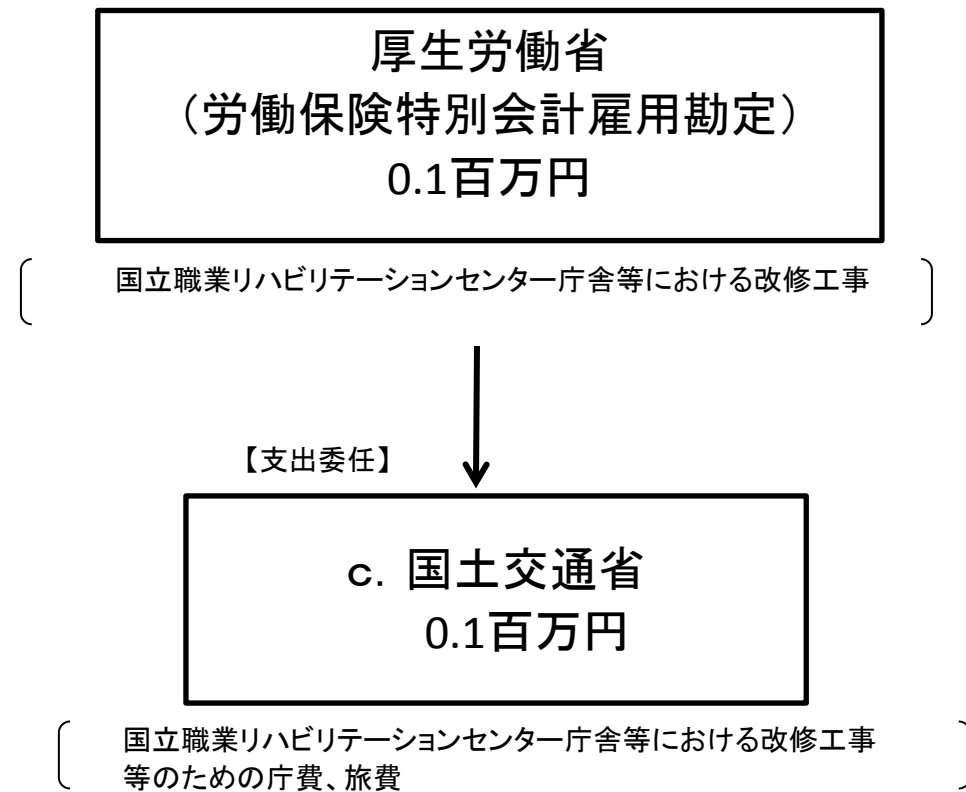 厚生労働省
（労働保険特別会計雇用勘定）
0.1百万円
国立職業リハビリテーションセンター庁舎等における改修工事
【支出委任】
c．国土交通省
0.1百万円
国立職業リハビリテーションセンター庁舎等における改修工事
等のための庁費、旅費